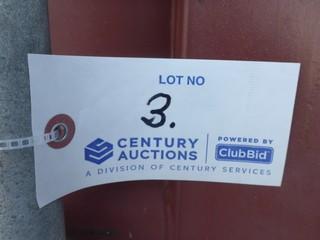 LOT NO
3.
CENTURY AUCTIONS
POWERED BY
ClubBid
A DIVISION OF CENTURY SERVICES